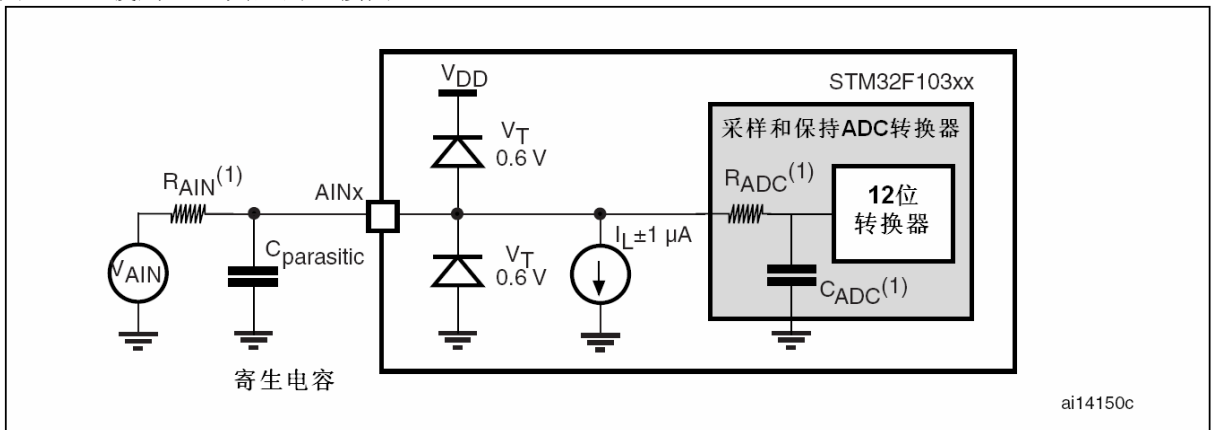 VDD
STM32F103xx
采样和保持ADC转换器
VT
0.6 V
RAIN(1)
AINx
RADC(1)
12位
转换器
IL±1 µA
Cparasitic
VAIN
VT
0.6 V
CADC(1)
寄生电容
ai14150c